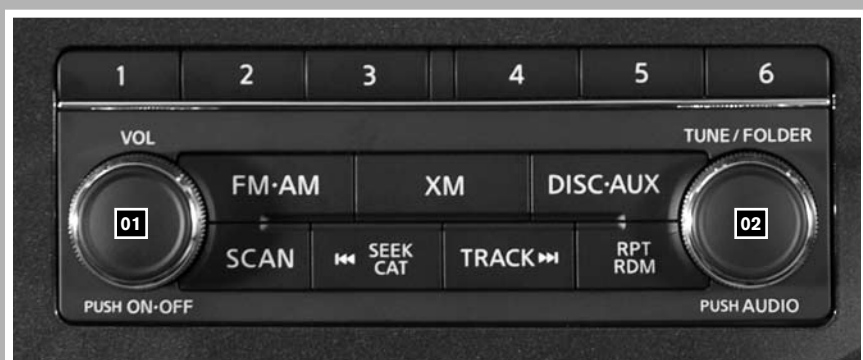 1 2 3 4 5 6
VOL
TUNE / FOLDER
FM·AM XM DISC·AUX
01
02
SCAN
⏮ SEEK
CAT
TRACK ⏭
RPT
RDM
PUSH ON·OFF
PUSH AUDIO